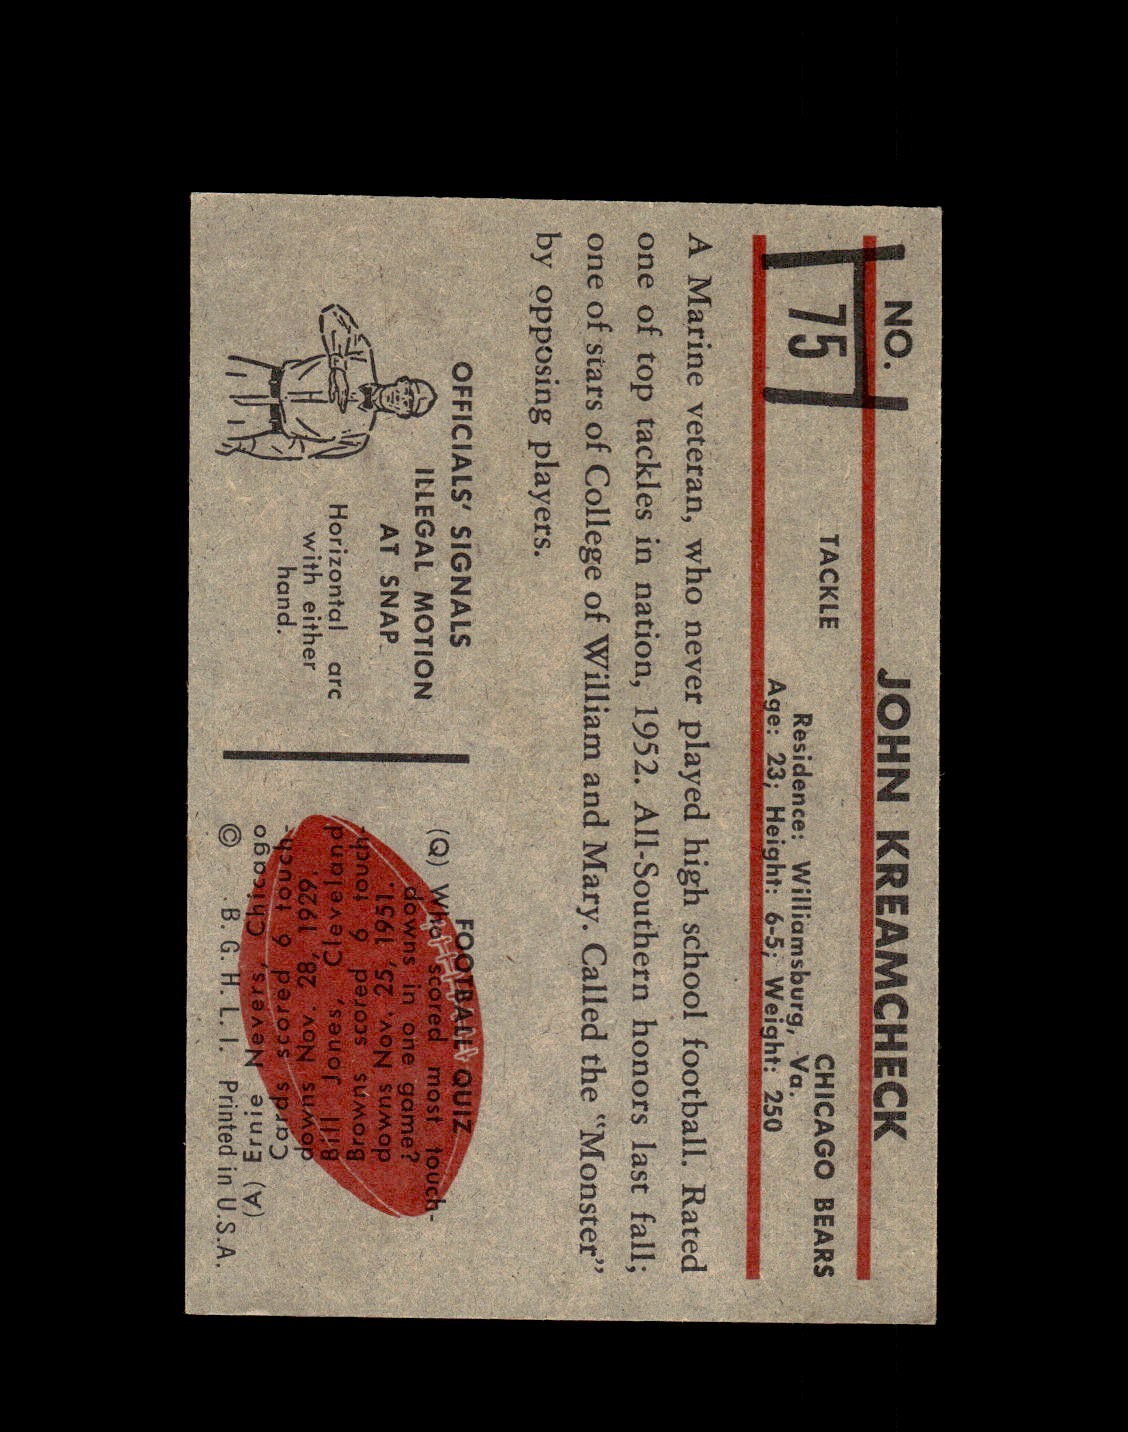 NO. 75
JOHN KREAMCHECK
TACKLE
CHICAGO BEARS
Residence: Williamsburg, Va.
Age: 23; Height: 6-5; Weight: 250
A Marine veteran, who never played high school football. Rated
one of top tackles in nation, 1952. All-Southern honors last fall;
one of stars of College of William and Mary. Called the "Monster"
by opposing players.
OFFICIALS' SIGNALS
ILLEGAL MOTION
AT SNAP
Horizontal arc
with either
hand.
FOOTBALL QUIZ
(Q) Who scored most touch-
downs in one game?
(A) Ernie Nevers, Chicago
Cards scored 6 touch-
downs Nov. 28, 1929.
Bill Jones, Cleveland
Browns scored 6 touch-
downs Nov. 25, 1951.
© B. G. H. L. I. Printed in U.S.A.